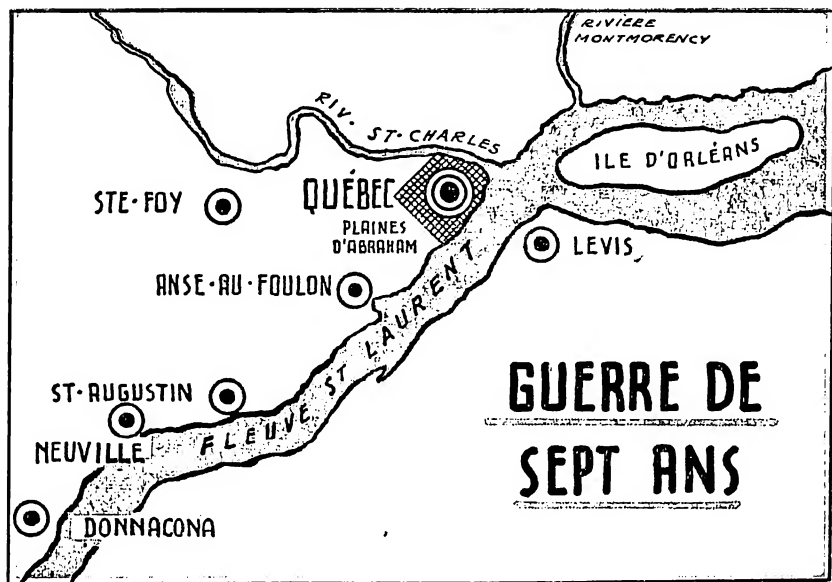 RIVIÈRE
MONTMORENCY
RIV. ST-CHARLES
ILE D'ORLÉANS
STE-FOY
QUÉBEC
PLAINES
D'ABRAHAM
LEVIS
ANSE-AU-FOULON
FLEUVE ST LAURENT
ST-AUGUSTIN
NEUVILLE
DONNACONA
GUERRE DE
SEPT ANS